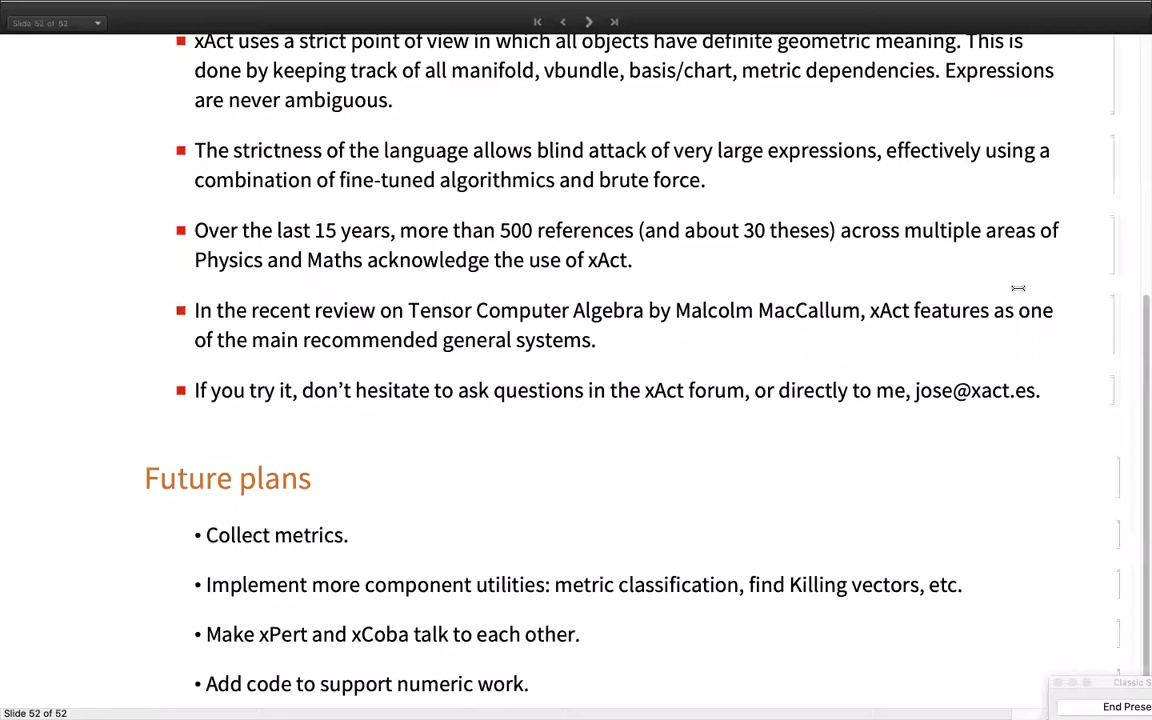 Slide 52 of 52
xAct uses a strict point of view in which all objects have definite geometric meaning. This is
done by keeping track of all manifold, vbundle, basis/chart, metric dependencies. Expressions
are never ambiguous.
The strictness of the language allows blind attack of very large expressions, effectively using a
combination of fine-tuned algorithmics and brute force.
Over the last 15 years, more than 500 references (and about 30 theses) across multiple areas of
Physics and Maths acknowledge the use of xAct.
In the recent review on Tensor Computer Algebra by Malcolm MacCallum, xAct features as one
of the main recommended general systems.
If you try it, don’t hesitate to ask questions in the xAct forum, or directly to me, jose@xact.es.
Future plans
• Collect metrics.
• Implement more component utilities: metric classification, find Killing vectors, etc.
• Make xPert and xCoba talk to each other.
• Add code to support numeric work.
Classic S
End Prese
Slide 52 of 52